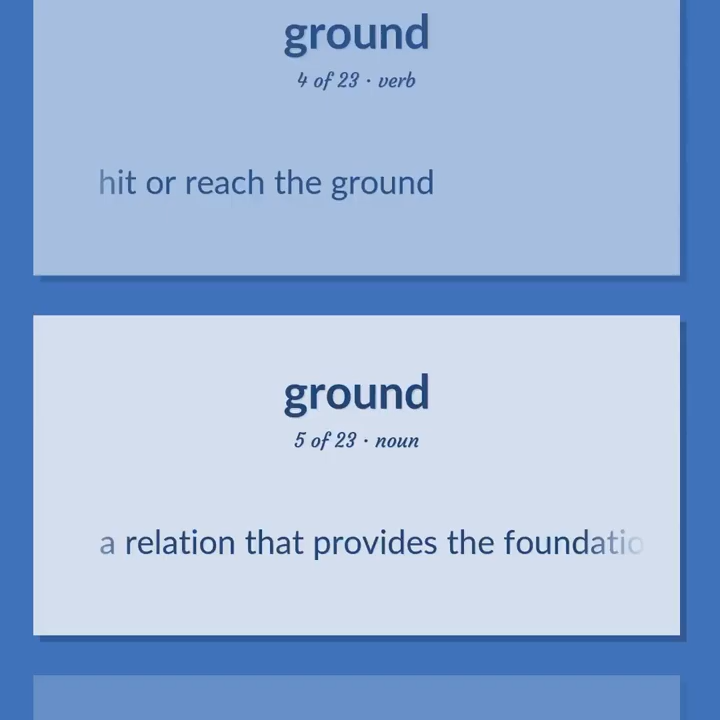 ground
4 of 23 · verb
hit or reach the ground
ground
5 of 23 · noun
a relation that provides the foundatio